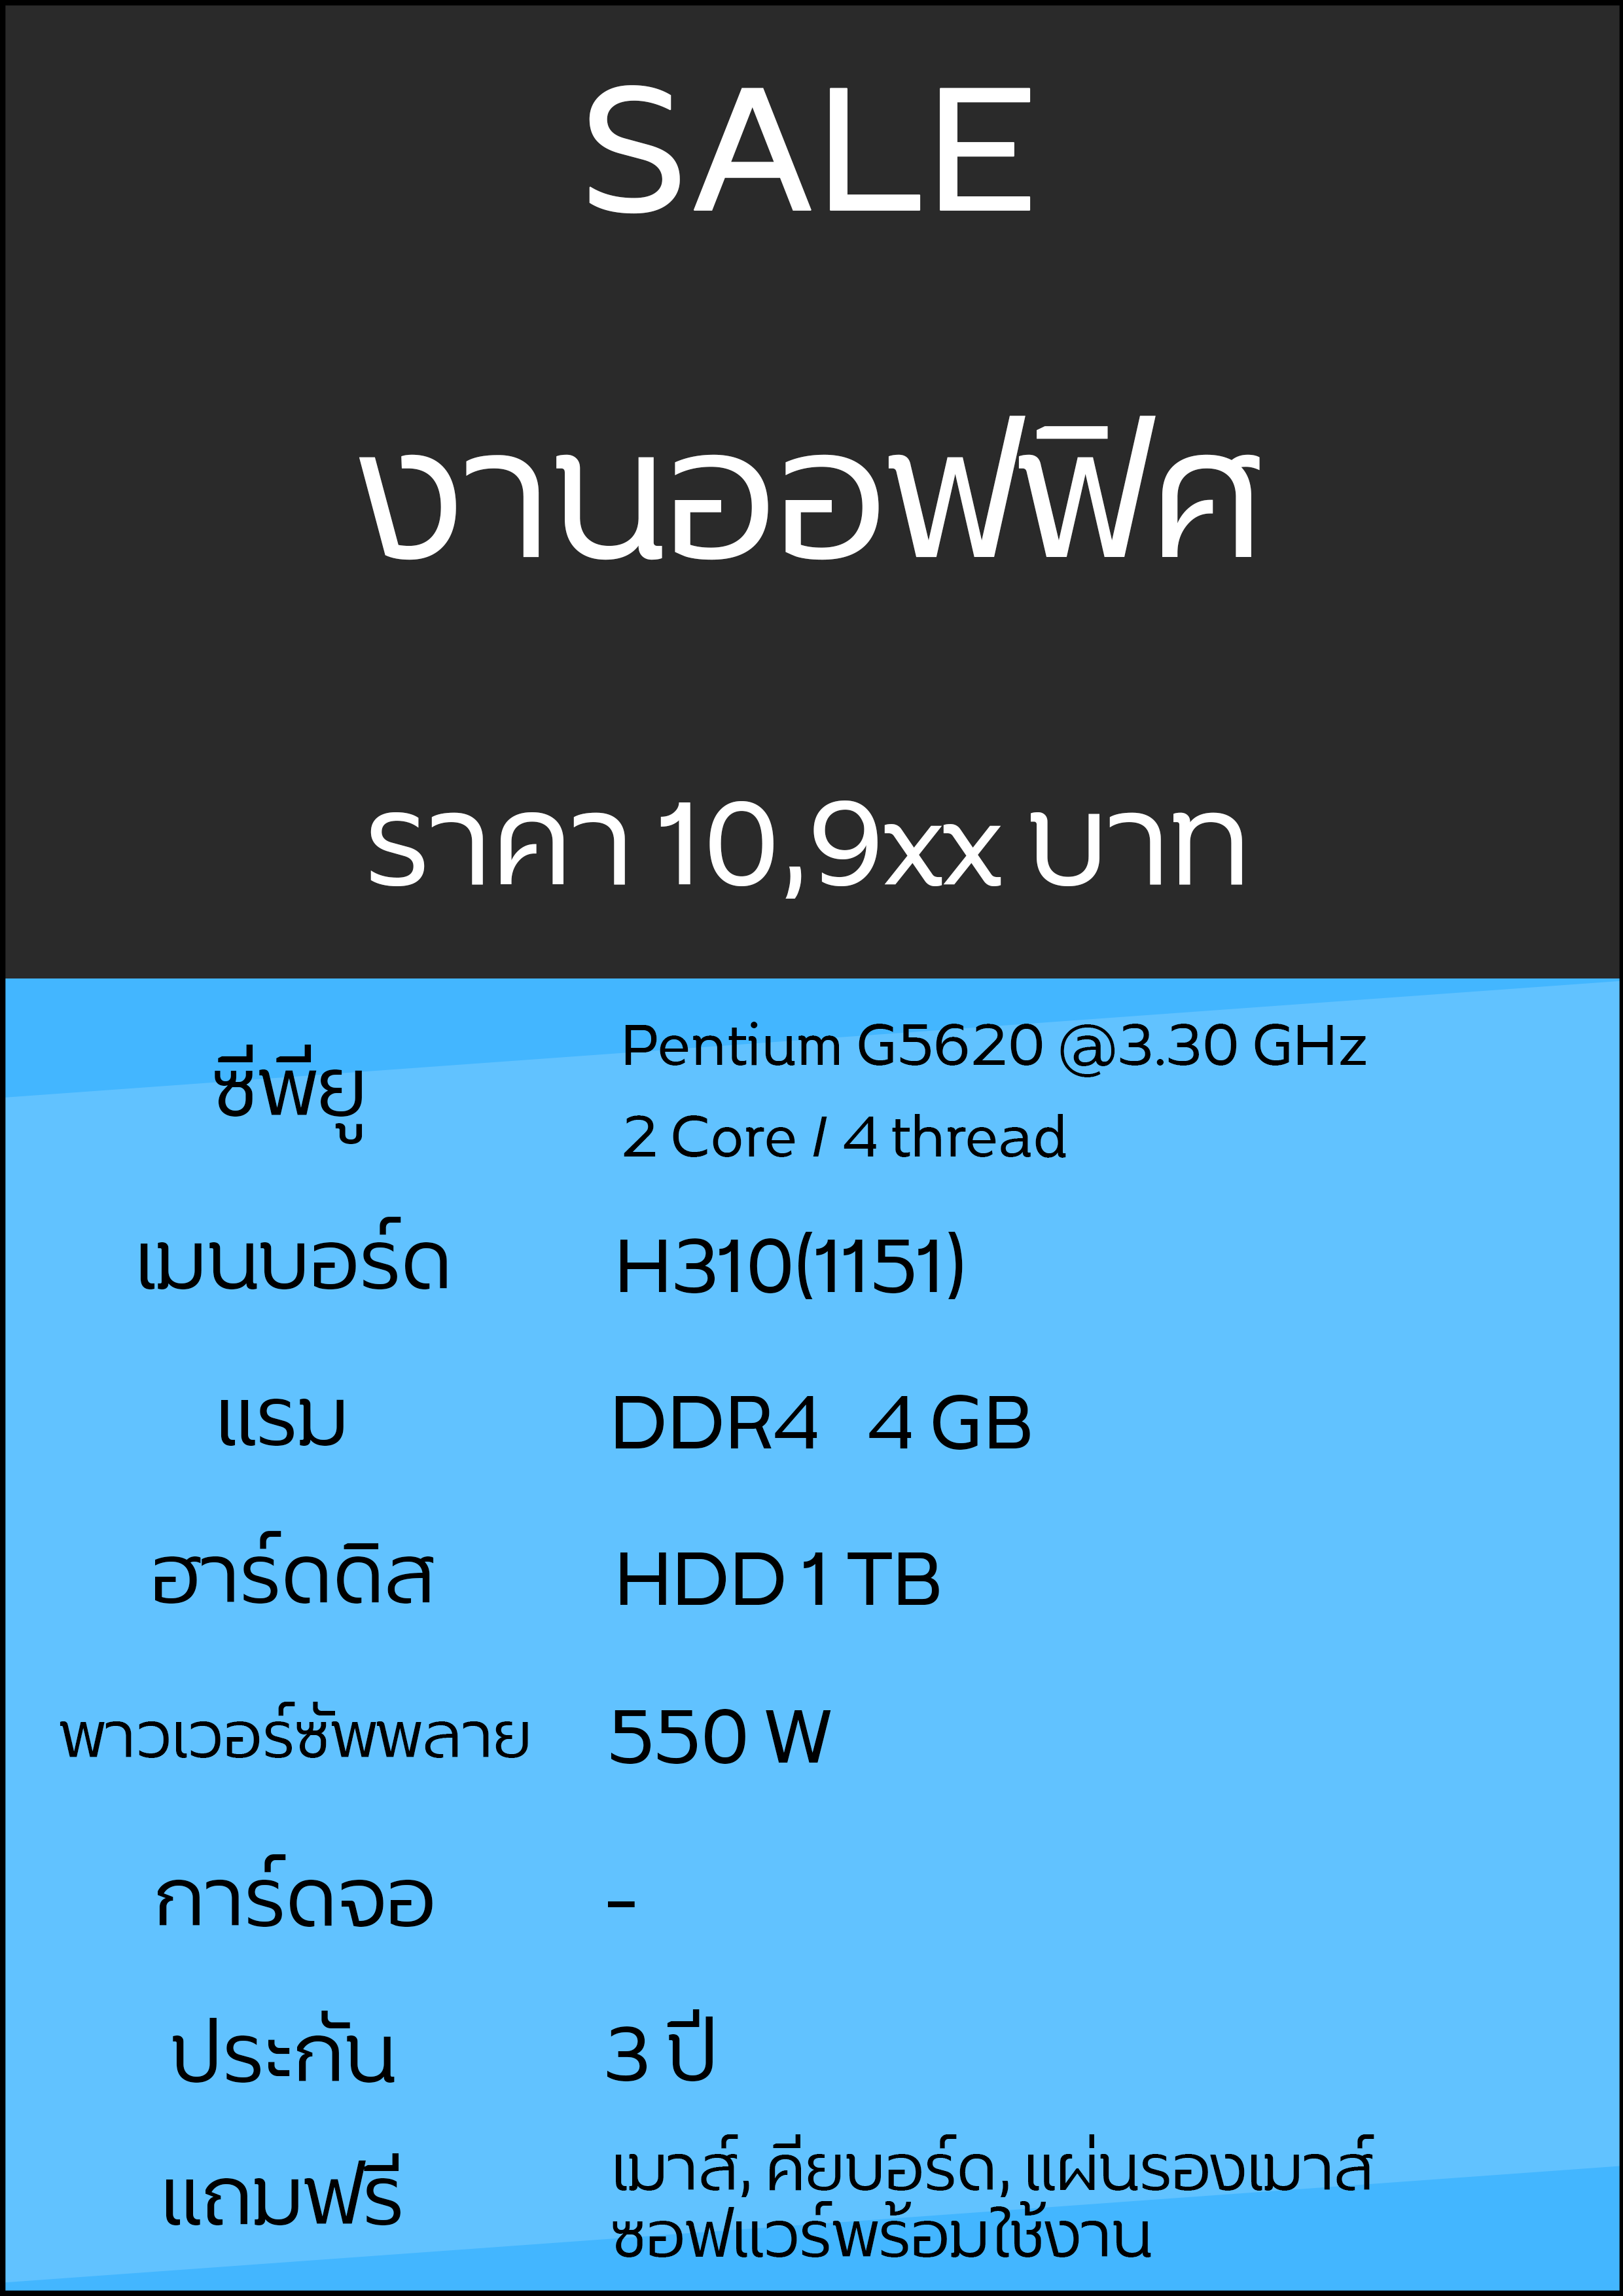 SALE
งานออฟฟิศ
ราคา 10,9xx บาท
ซีพียู
Pentium G5620 @3.30 GHz
2 Core / 4 thread
เมนบอร์ด
H310(1151)
แรม
DDR4 4 GB
ฮาร์ดดิส
HDD 1 TB
พาวเวอร์ซัพพลาย
550 W
การ์ดจอ
-
ประกัน
3 ปี
แถมฟรี
เมาส์, คียบอร์ด, แผ่นรองเมาส์
ซอฟแวร์พร้อมใช้งาน